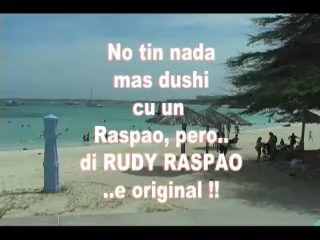 No tin nada
mas dushi
cu un
Raspao, pero..
di RUDY RASPAO
..e original !!